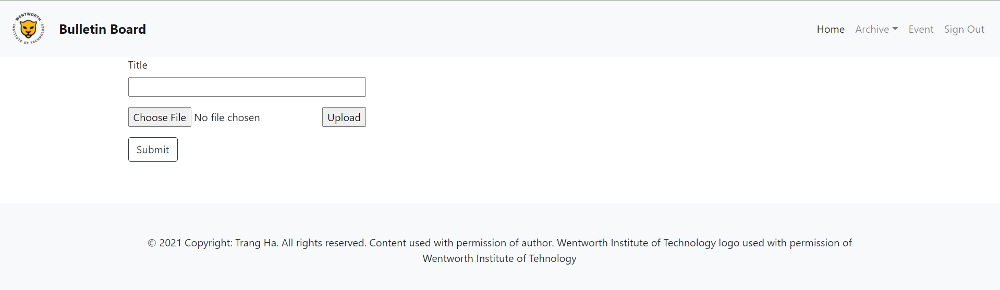 WENTWORTH INSTITUTE OF TECHNOLOGY
Bulletin Board
Home Archive Event Sign Out
Title
Choose File No file chosen Upload
Submit
© 2021 Copyright: Trang Ha. All rights reserved. Content used with permission of author. Wentworth Institute of Technology logo used with permission of
Wentworth Institute of Tehnology